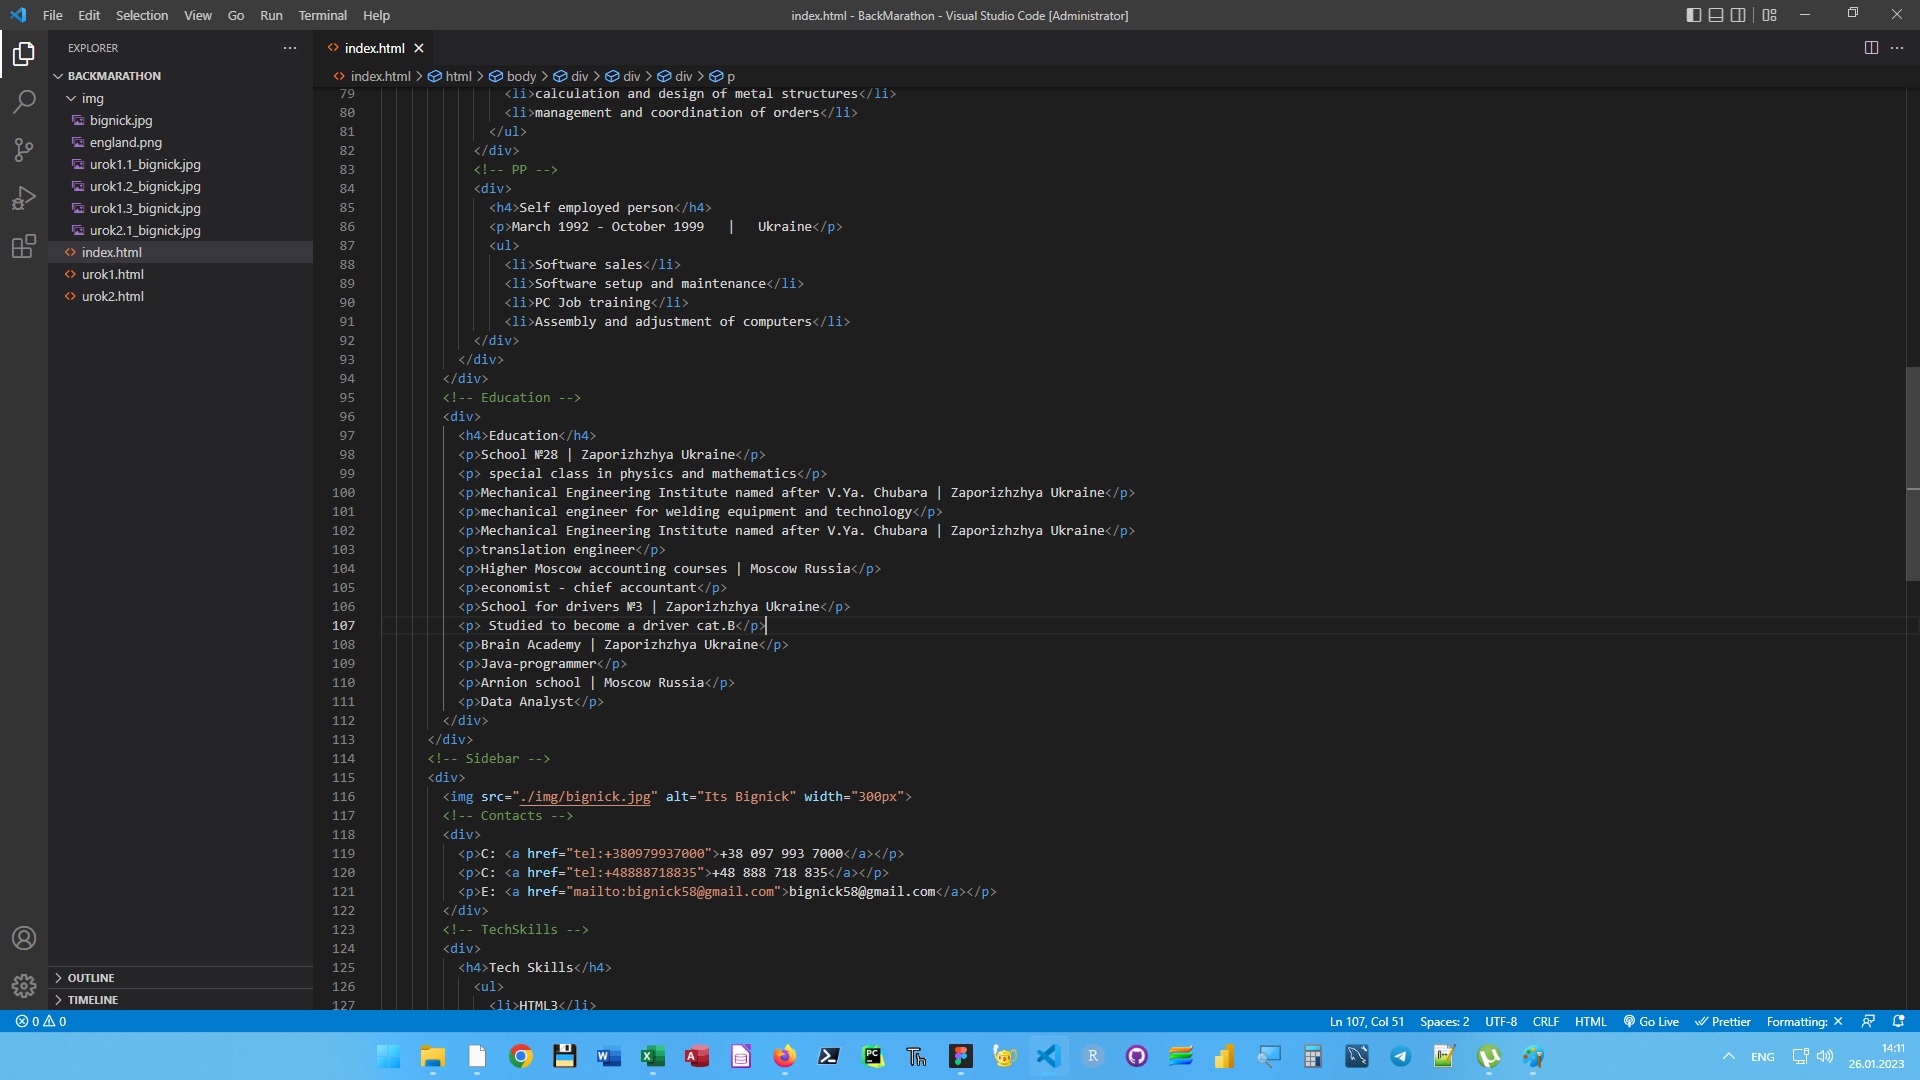 File Edit Selection View Go Run Terminal Help
index.html - BackMarathon - Visual Studio Code [Administrator]
EXPLORER
BACKMARATHON
img
bignick.jpg
england.png
urok1.1_bignick.jpg
urok1.2_bignick.jpg
urok1.3_bignick.jpg
urok2.1_bignick.jpg
index.html
urok1.html
urok2.html
OUTLINE
TIMELINE
index.html
index.html > html > body > div > div > div > p
79 <li>calculation and design of metal structures</li>
80 <li>management and coordination of orders</li>
81 </ul>
82 </div>
83 <!-- PP -->
84 <div>
85 <h4>Self employed person</h4>
86 <p>March 1992 - October 1999   |   Ukraine</p>
87 <ul>
88 <li>Software sales</li>
89 <li>Software setup and maintenance</li>
90 <li>PC Job training</li>
91 <li>Assembly and adjustment of computers</li>
92 </div>
93 </div>
94 </div>
95 <!-- Education -->
96 <div>
97 <h4>Education</h4>
98 <p>School №28 | Zaporizhzhya Ukraine</p>
99 <p> special class in physics and mathematics</p>
100 <p>Mechanical Engineering Institute named after V.Ya. Chubara | Zaporizhzhya Ukraine</p>
101 <p>mechanical engineer for welding equipment and technology</p>
102 <p>Mechanical Engineering Institute named after V.Ya. Chubara | Zaporizhzhya Ukraine</p>
103 <p>translation engineer</p>
104 <p>Higher Moscow accounting courses | Moscow Russia</p>
105 <p>economist - chief accountant</p>
106 <p>School for drivers №3 | Zaporizhzhya Ukraine</p>
107 <p> Studied to become a driver cat.B</p>
108 <p>Brain Academy | Zaporizhzhya Ukraine</p>
109 <p>Java-programmer</p>
110 <p>Arnion school | Moscow Russia</p>
111 <p>Data Analyst</p>
112 </div>
113 </div>
114 <!-- Sidebar -->
115 <div>
116 <img src="./img/bignick.jpg" alt="Its Bignick" width="300px">
117 <!-- Contacts -->
118 <div>
119 <p>C: <a href="tel:+380979937000">+38 097 993 7000</a></p>
120 <p>C: <a href="tel:+48888718835">+48 888 718 835</a></p>
121 <p>E: <a href="mailto:bignick58@gmail.com">bignick58@gmail.com</a></p>
122 </div>
123 <!-- TechSkills -->
124 <div>
125 <h4>Tech Skills</h4>
126 <ul>
127 <li>HTML3</li>
0 0
Ln 107, Col 51 Spaces: 2 UTF-8 CRLF HTML Go Live Prettier Formatting: ✕
ENG
14:11
26.01.2023